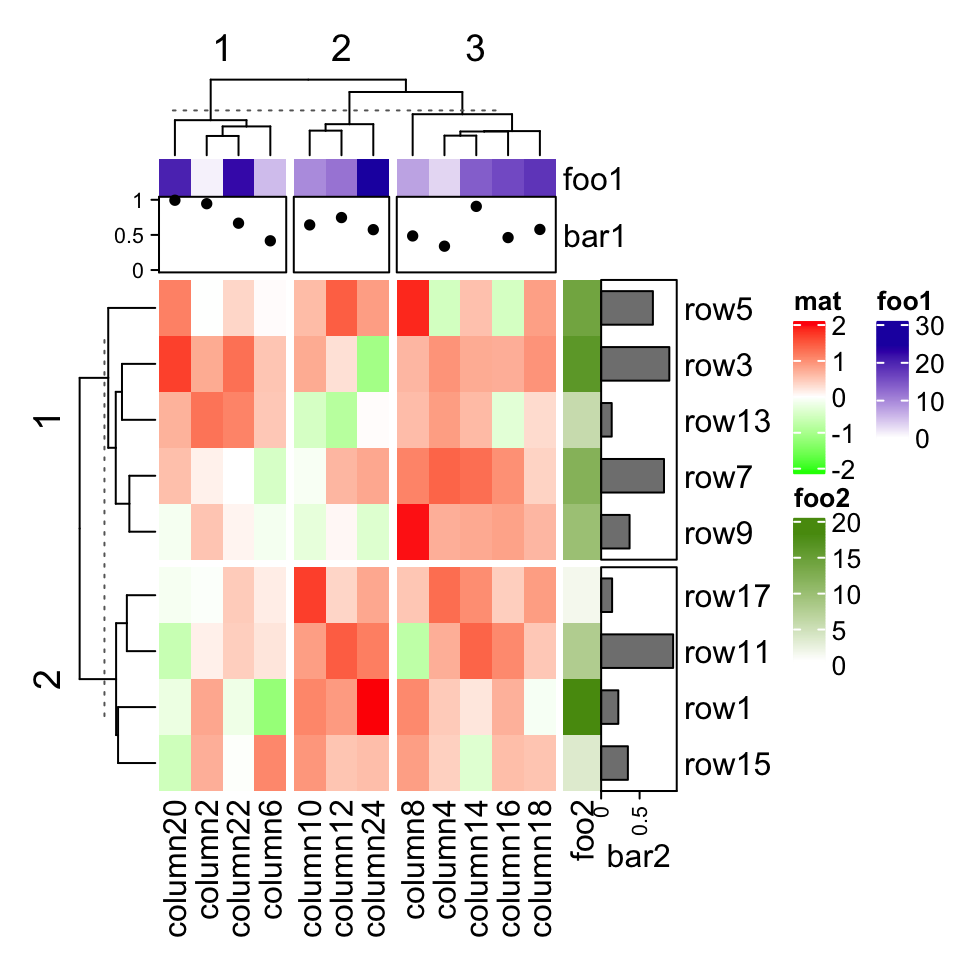 1 2 3
foo1
1
0.5
0
bar1
1
2
row5
row3
row13
row7
row9
row17
row11
row1
row15
column20
column2
column22
column6
column10
column12
column24
column8
column4
column14
column16
column18
foo2
0
0.5
bar2
mat
2
1
0
-1
-2
foo1
30
20
10
0
foo2
20
15
10
5
0